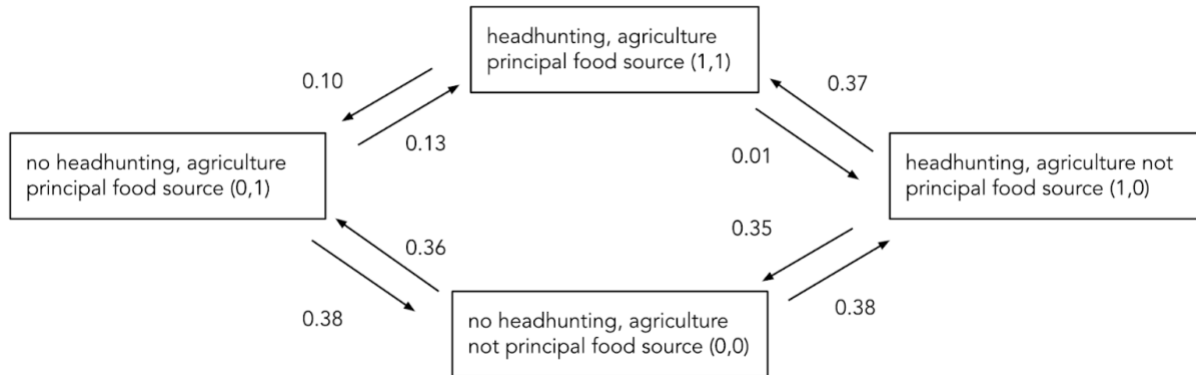 headhunting, agriculture
principal food source (1,1)
0.10
0.37
0.13
0.01
no headhunting, agriculture
principal food source (0,1)
headhunting, agriculture not
principal food source (1,0)
0.36
0.35
0.38
0.38
no headhunting, agriculture
not principal food source (0,0)